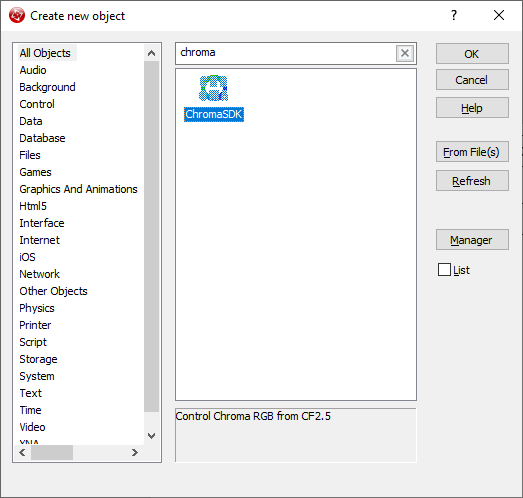 Create new object
?
All Objects
Audio
Background
Control
Data
Database
Files
Games
Graphics And Animations
Html5
Interface
Internet
iOS
Network
Other Objects
Physics
Printer
Script
Storage
System
Text
Time
Video
XNA
chroma
ChromaSDK
Control Chroma RGB from CF2.5
OK
Cancel
Help
From File(s)
Refresh
Manager
List